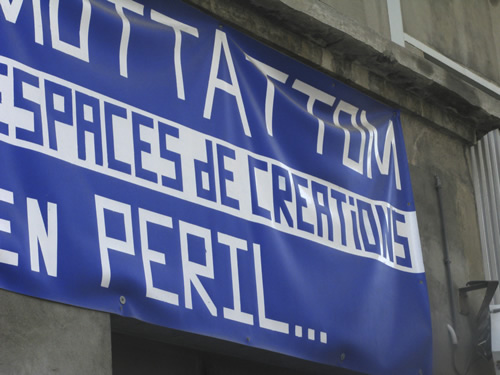 MOTTATTOM
ESPACES dE CREATIONS
EN PERIL...